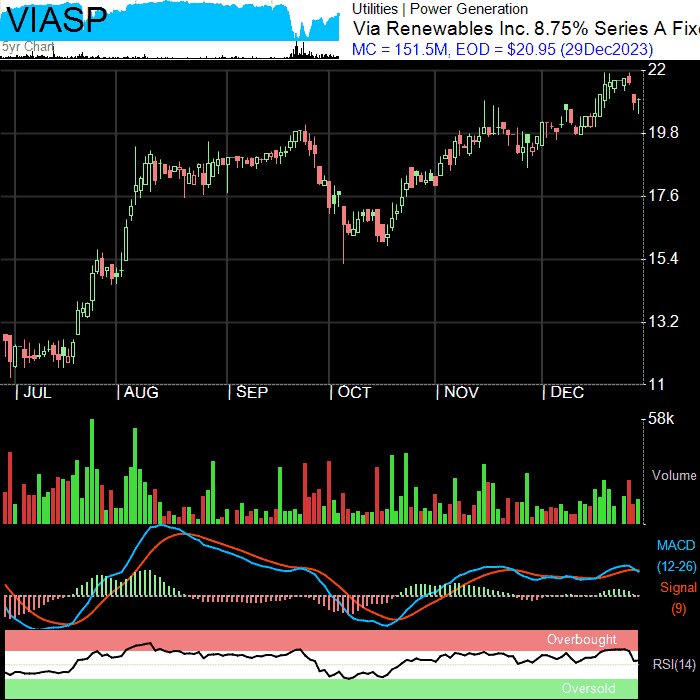 VIASP
5yr Chart
Utilities | Power Generation
Via Renewables Inc. 8.75% Series A Fixe
MC = 151.5M, EOD = $20.95 (29Dec2023)
22
19.8
17.6
15.4
13.2
11
JUL AUG SEP OCT NOV DEC
58k
Volume
MACD
(12-26)
Signal
(9)
Overbought
RSI(14)
Oversold